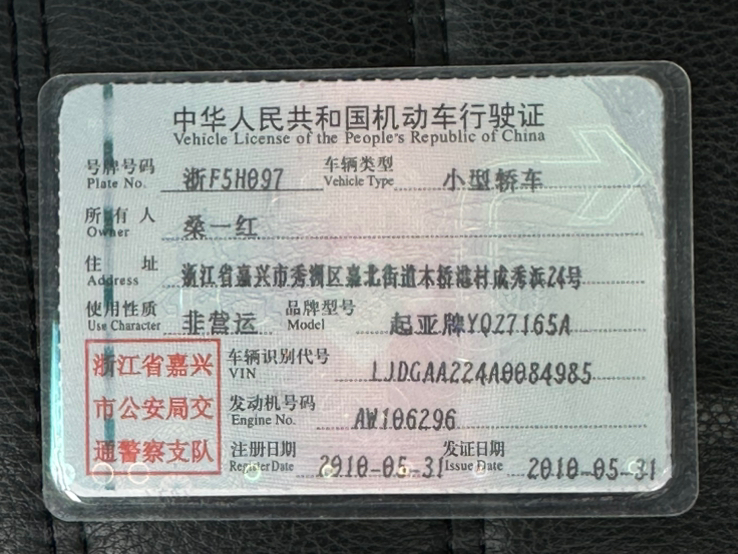 中华人民共和国机动车行驶证
Vehicle License of the People's Republic of China
号牌号码 浙F5H097 车辆类型 小型轿车
Plate No. Vehicle Type
所有人 桑一红
Owner
住址 浙江省嘉兴市秀洲区嘉北街道木桥港村成秀浜24号
Address
使用性质 非营运 品牌型号 起亚牌YQZ7165A
Use Character Model
浙江省嘉兴
市公安局交
通警察支队
车辆识别代号 LJDGAA224A0084985
VIN
发动机号码 AW106296
Engine No.
注册日期 2010-05-31 发证日期 2010-05-31
Register Date Issue Date